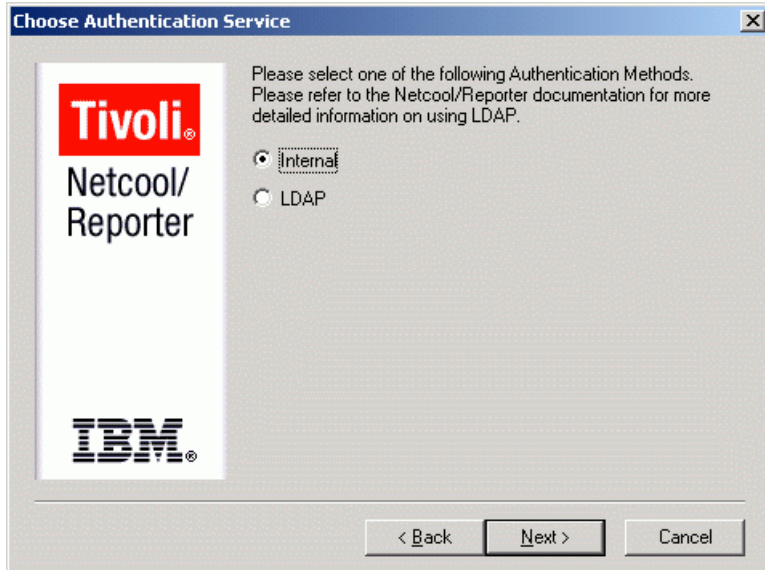 Choose Authentication Service
Please select one of the following Authentication Methods.
Please refer to the Netcool/Reporter documentation for more
detailed information on using LDAP.
Internal
LDAP
Tivoli®
Netcool/
Reporter
IBM®
< Back
Next >
Cancel